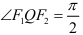 ∠F₁QF₂ = π/2